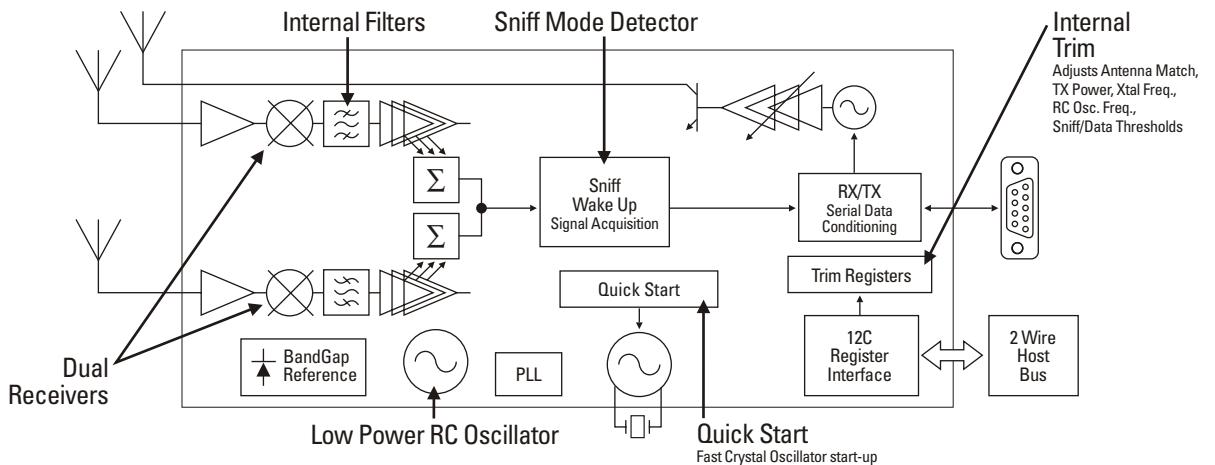 Internal Filters
Sniff Mode Detector
Internal
Trim
Adjusts Antenna Match,
TX Power, Xtal Freq.,
RC Osc. Freq.,
Sniff/Data Thresholds
Σ
Σ
Sniff
Wake Up
Signal Acquisition
RX/TX
Serial Data
Conditioning
Trim Registers
Quick Start
12C
Register
Interface
2 Wire
Host
Bus
Dual
Receivers
BandGap
Reference
PLL
Low Power RC Oscillator
Quick Start
Fast Crystal Oscillator start-up